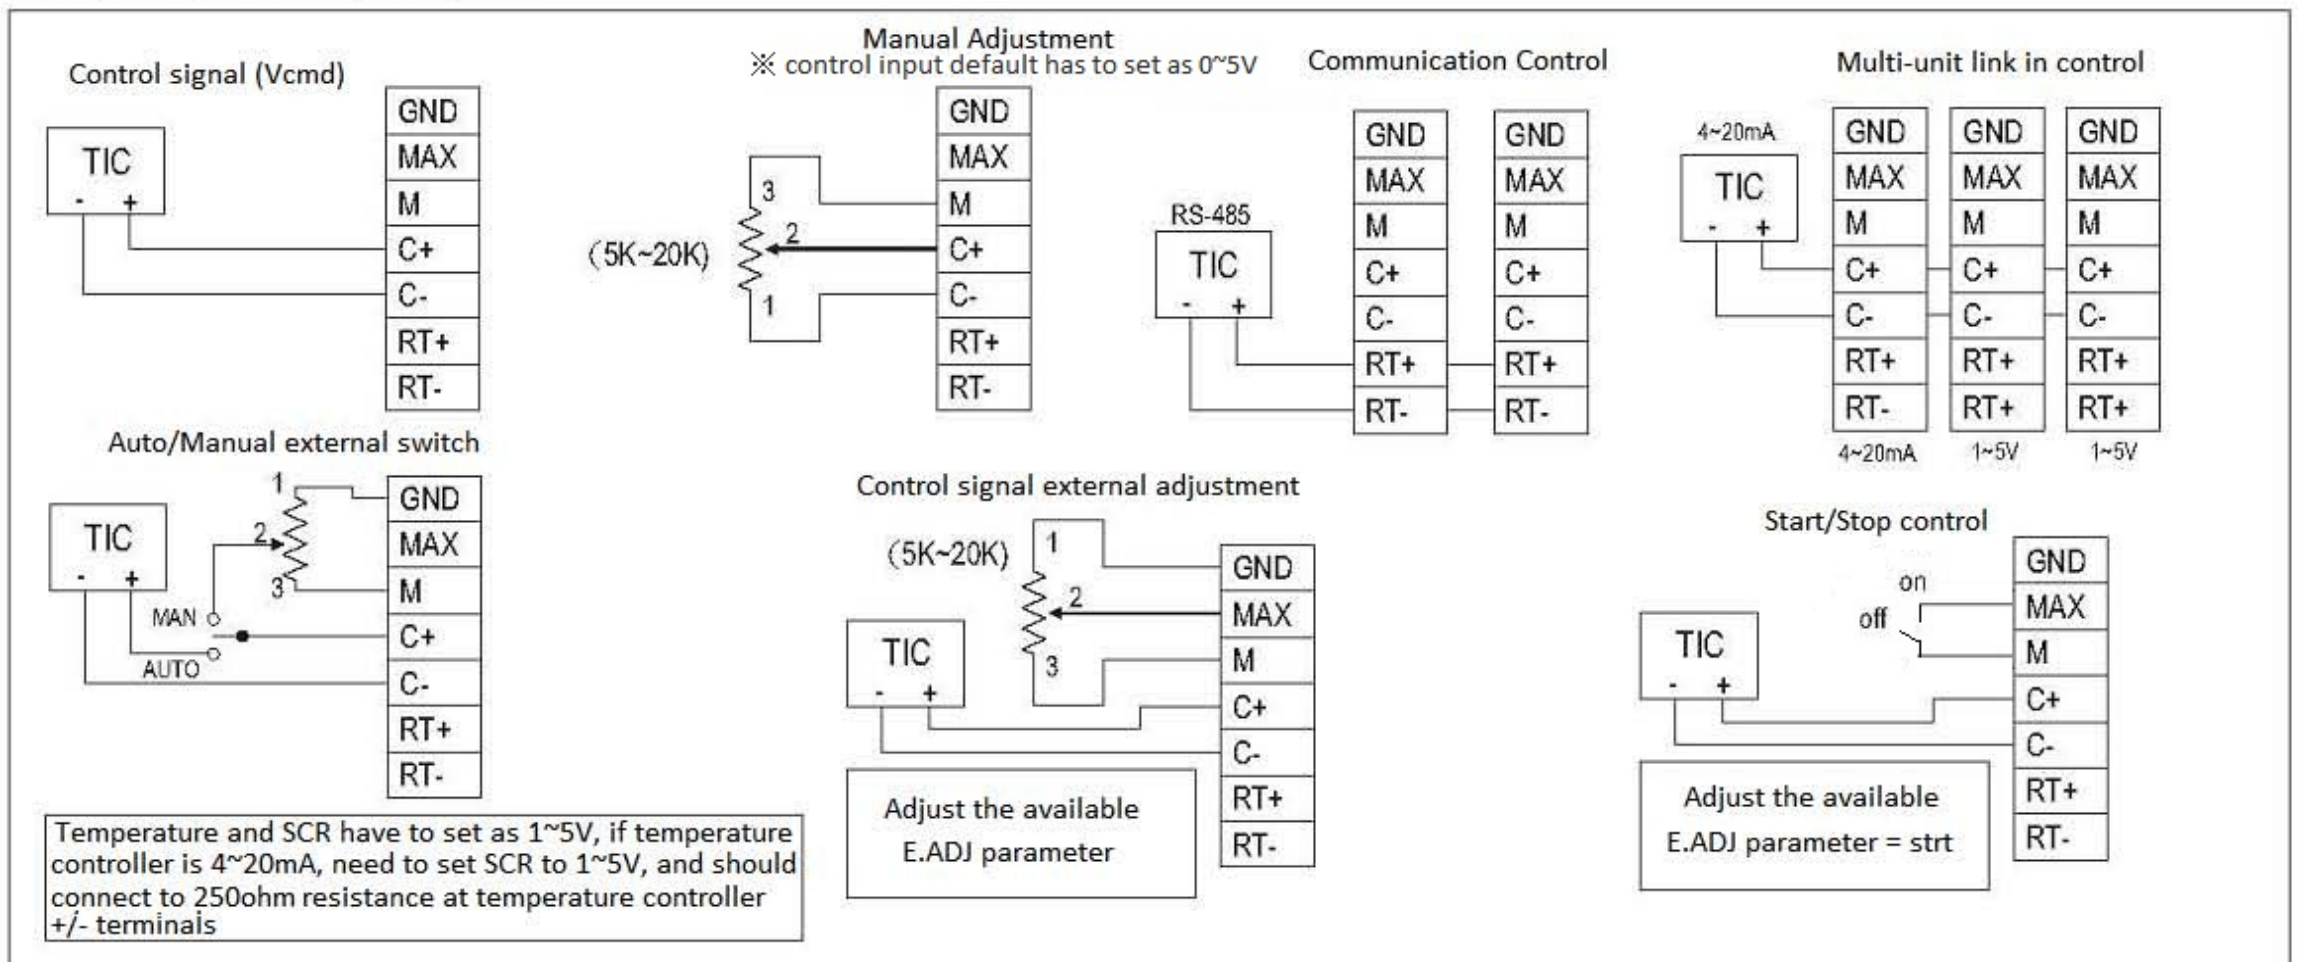 Control signal (Vcmd)
TIC
- +
GND
MAX
M
C+
C-
RT+
RT-
Manual Adjustment
※ control input default has to set as 0~5V
(5K~20K)
3
2
1
GND
MAX
M
C+
C-
RT+
RT-
Communication Control
RS-485
TIC
- +
GND GND
MAX MAX
M M
C+ C+
C- C-
RT+ RT+
RT- RT-
Multi-unit link in control
4~20mA
TIC
- +
GND GND GND
MAX MAX MAX
M M M
C+ C+ C+
C- C- C-
RT+ RT+ RT+
RT- RT+ RT+
4~20mA 1~5V 1~5V
Auto/Manual external switch
TIC
- +
1
2
3
MAN
AUTO
GND
MAX
M
C+
C-
RT+
RT-
Temperature and SCR have to set as 1~5V, if temperature
controller is 4~20mA, need to set SCR to 1~5V, and should
connect to 250ohm resistance at temperature controller
+/- terminals
Control signal external adjustment
(5K~20K)
1
2
3
TIC
- +
GND
MAX
M
C+
C-
RT+
RT-
Adjust the available
E.ADJ parameter
Start/Stop control
on
off
TIC
- +
GND
MAX
M
C+
C-
RT+
RT-
Adjust the available
E.ADJ parameter = strt